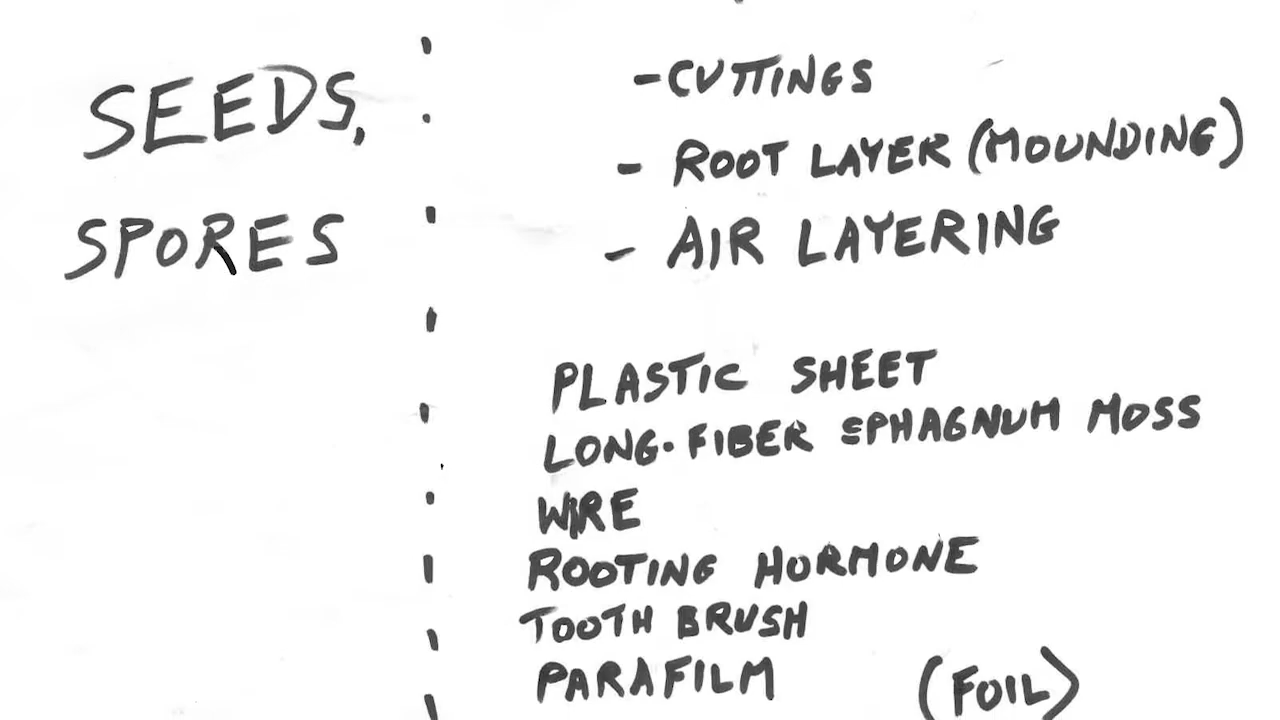 SEEDS,
SPORES
- CUTTINGS
- ROOT LAYER (MOUNDING)
- AIR LAYERING
PLASTIC SHEET
LONG-FIBER SPHAGNUM MOSS
WIRE
ROOTING HORMONE
TOOTH BRUSH
PARAFILM (FOIL)